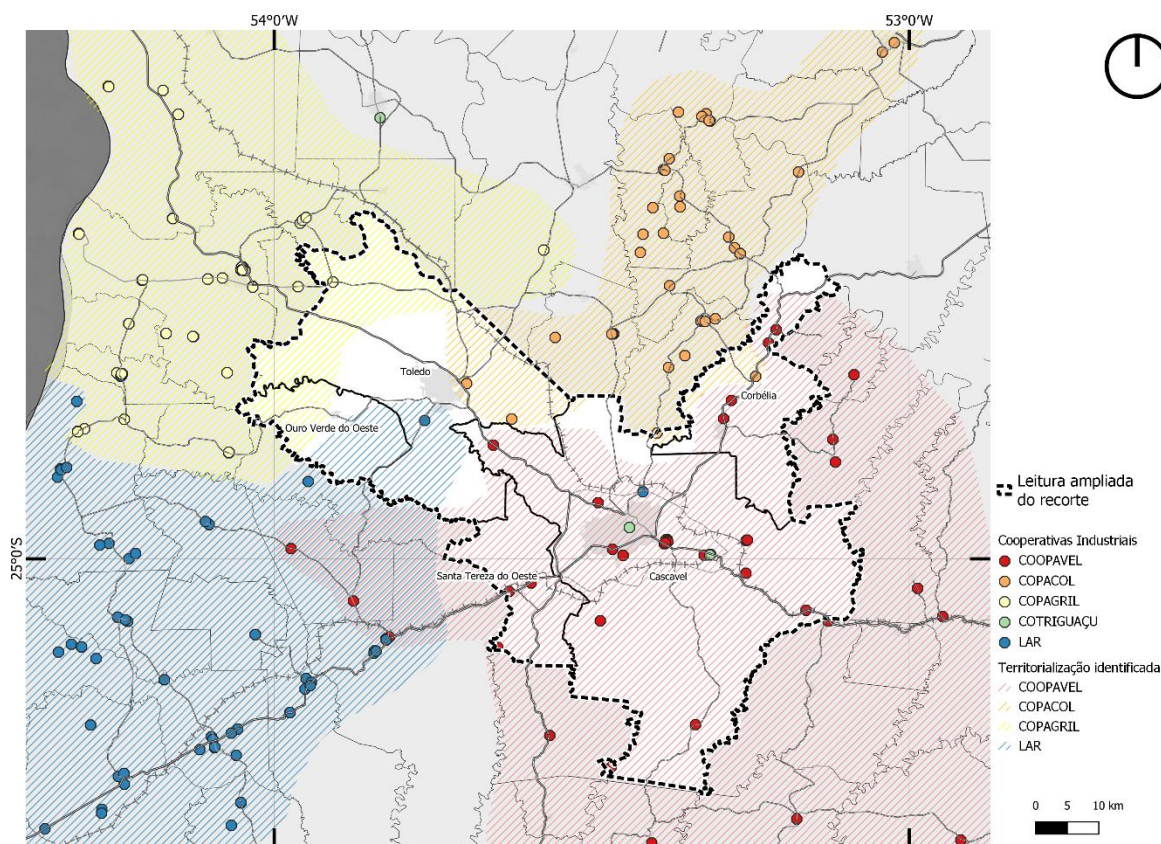 54°0'W
53°0'W
Toledo
Ouro Verde do Oeste
Corbélia
25°0'S
Santa Tereza do Oeste
Cascavel
Leitura ampliada
do recorte
Cooperativas Industriais
COOPAVEL
COPACOL
COPAGRIL
COTRIGUAÇU
LAR
Territorialização identificada
COOPAVEL
COPACOL
COPAGRIL
LAR
0 5 10 km